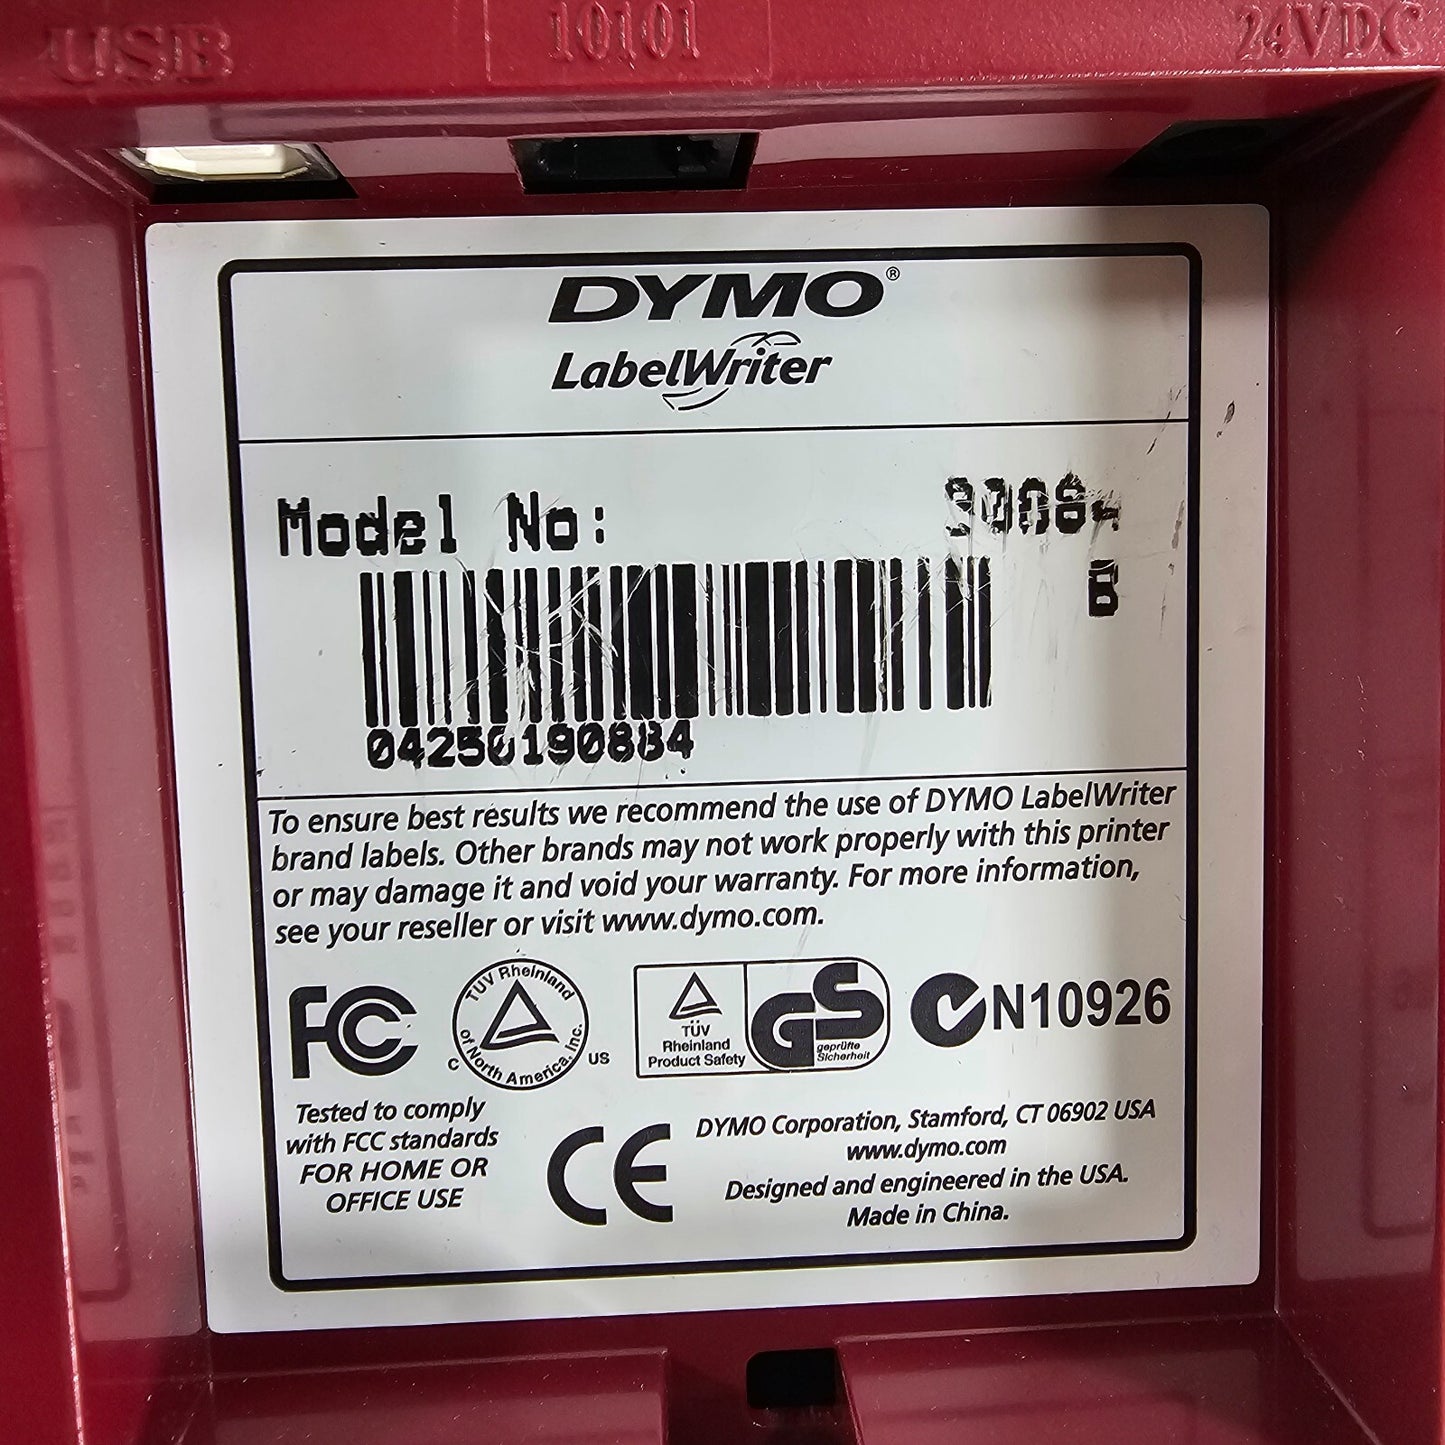 USB
10101
24VDC
DYMO®
LabelWriter
Model No:
B
To ensure best results we recommend the use of DYMO LabelWriter
brand labels. Other brands may not work properly with this printer
or may damage it and void your warranty. For more information,
see your reseller or visit www.dymo.com.
FC
TÜV Rheinland
of North America, Inc.
C
US
TÜV
Rheinland
Product Safety
GS
geprüfte
Sicherheit
N10926
Tested to comply
with FCC standards
FOR HOME OR
OFFICE USE
CE
DYMO Corporation, Stamford, CT 06902 USA
www.dymo.com
Designed and engineered in the USA.
Made in China.